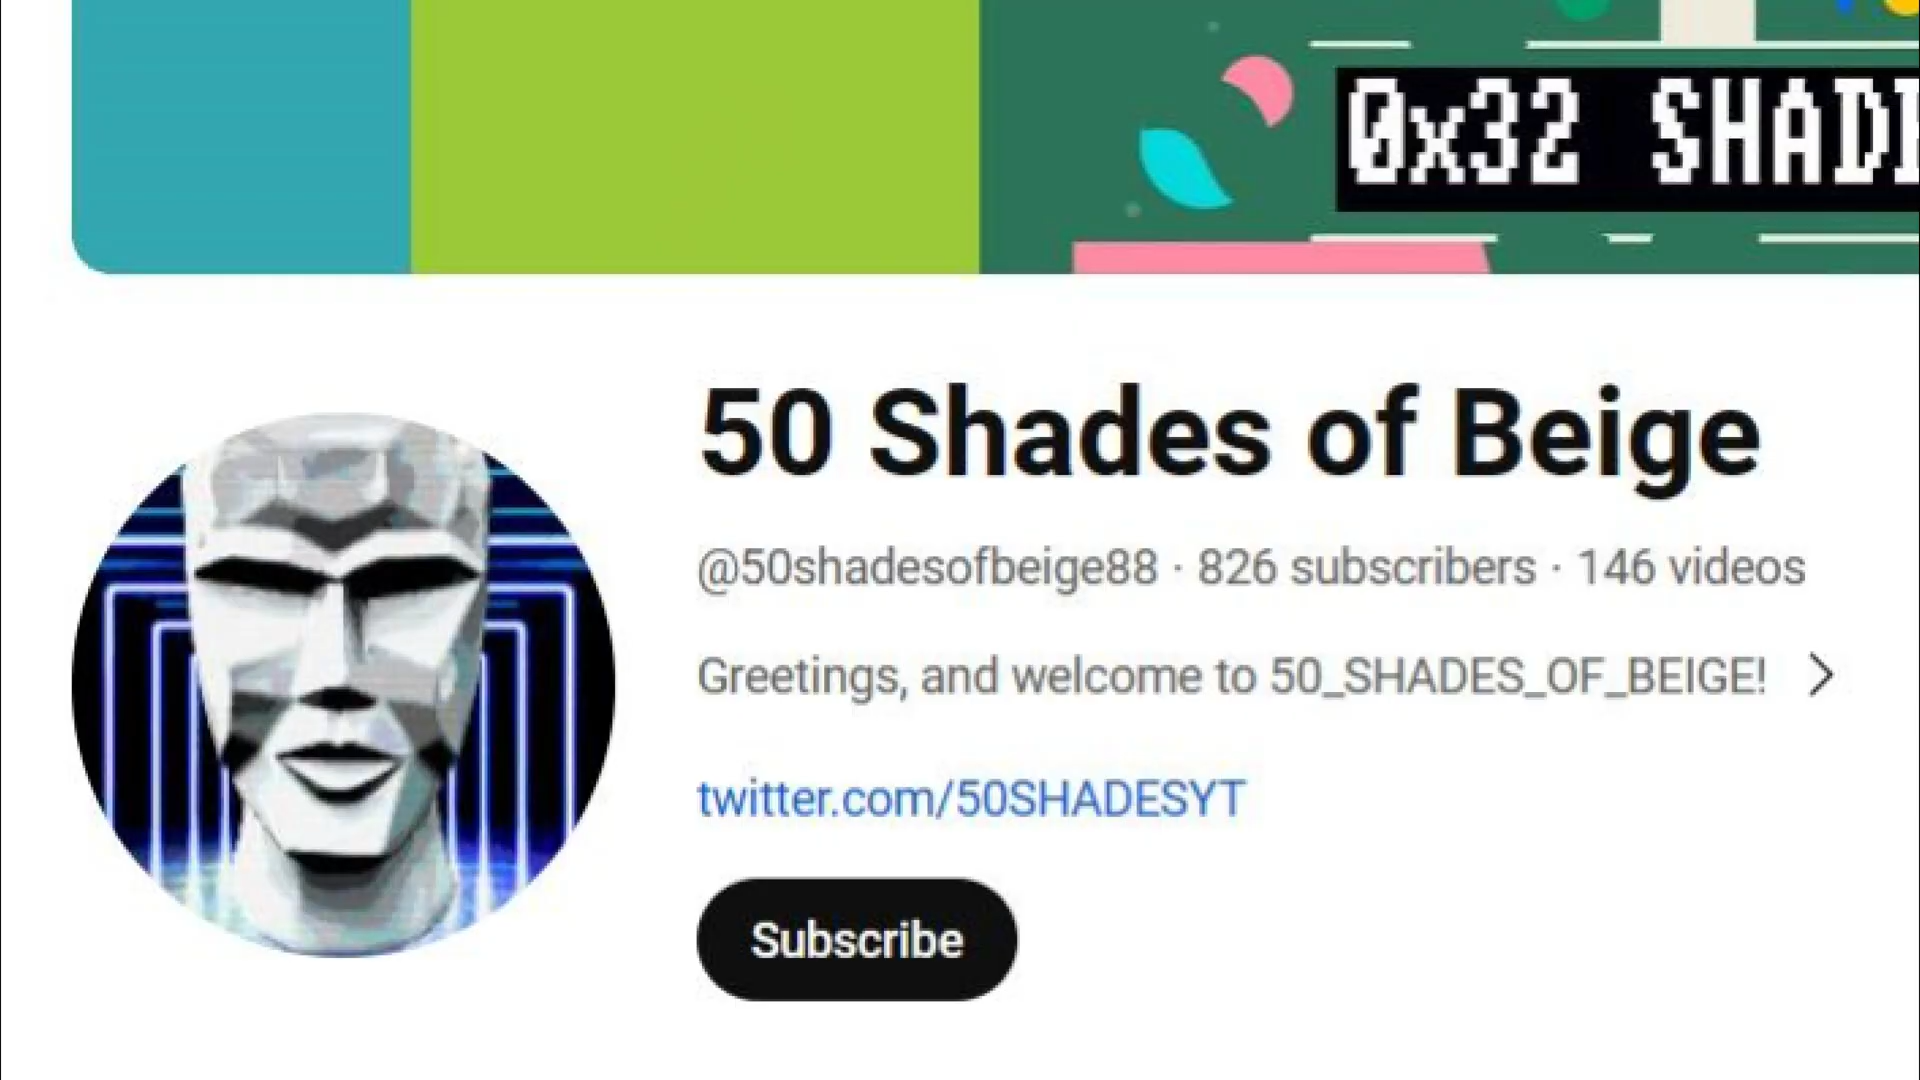 0x32 SHADE
50 Shades of Beige
@50shadesofbeige88 · 826 subscribers · 146 videos
Greetings, and welcome to 50_SHADES_OF_BEIGE!
twitter.com/50SHADESYT
Subscribe